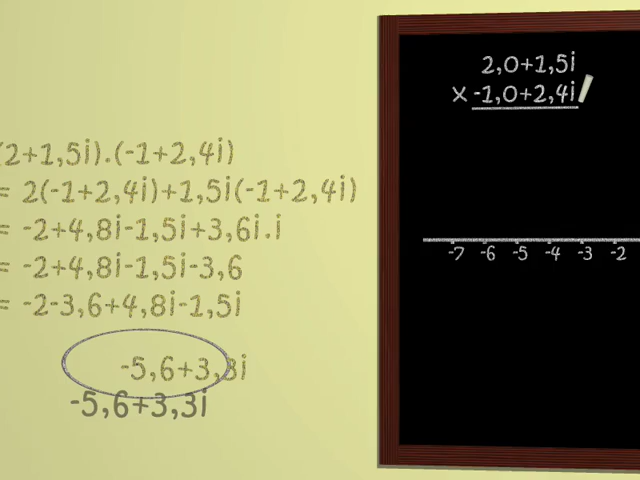 (2+1,5i).(-1+2,4i)
= 2(-1+2,4i)+1,5i(-1+2,4i)
= -2+4,8i-1,5i+3,6i.i
= -2+4,8i-1,5i-3,6
= -2-3,6+4,8i-1,5i
-5,6+3,3i
-5,6+3,3i
2,0+1,5i
x -1,0+2,4i
-7 -6 -5 -4 -3 -2